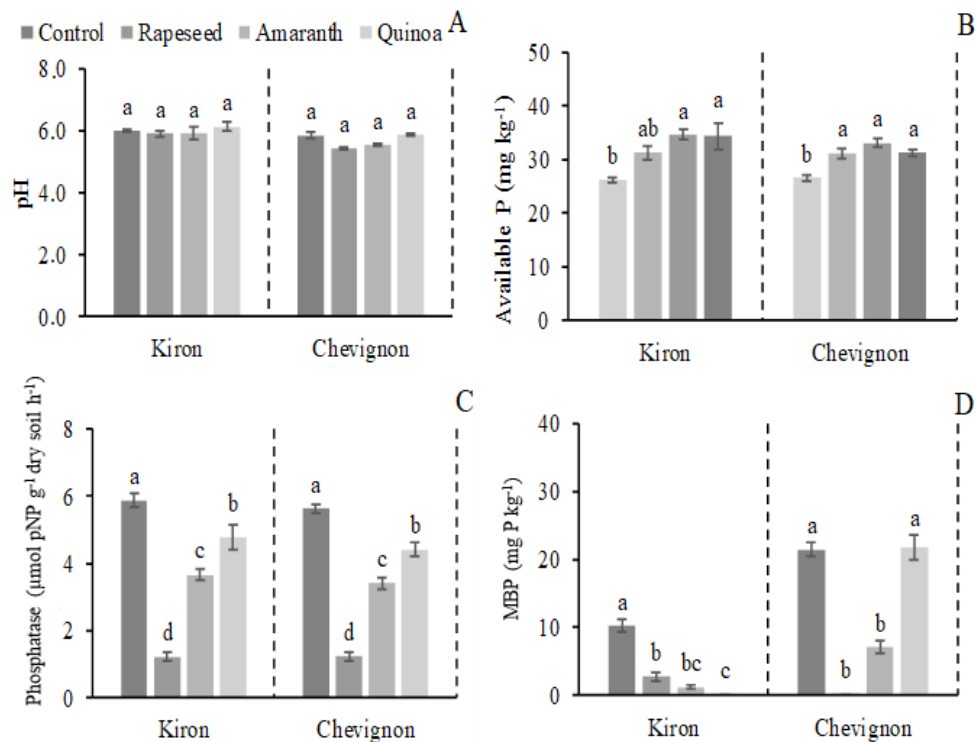 Control Rapeseed Amaranth Quinoa
A
8.0
6.0
4.0
2.0
0.0
pH
a a a a
a a a a
Kiron Chevignon
B
50
40
30
20
10
0
Available P (mg kg-1)
b ab a a
b a a a
Kiron Chevignon
C
8
6
4
2
0
Phosphatase (μmol pNP g-1 dry soil h-1)
a d c b
a d c b
Kiron Chevignon
D
40
30
20
10
0
MBP (mg P kg-1)
a b bc c
a b b a
Kiron Chevignon